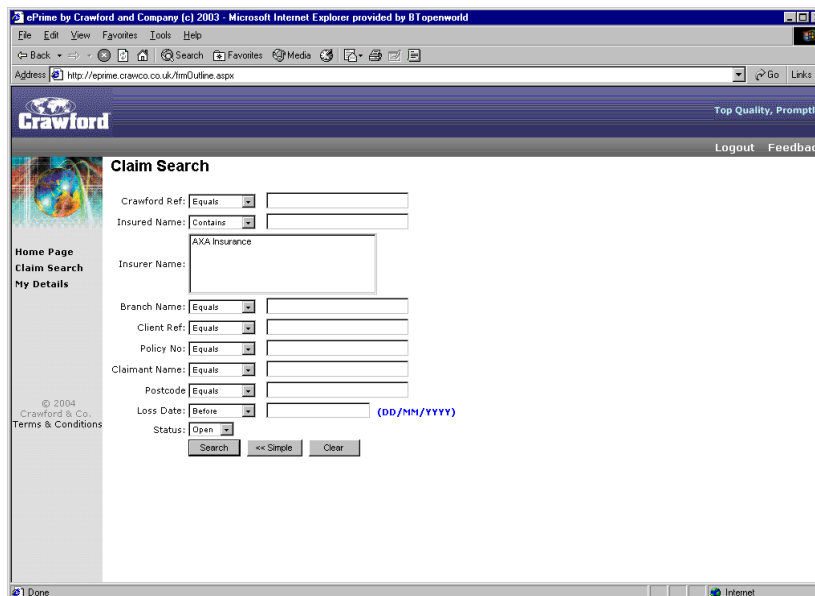 ePrime by Crawford and Company (c) 2003 - Microsoft Internet Explorer provided by BTopenworld
File Edit View Favorites Tools Help
Back Search Favorites Media
Address http://eprime.crawco.co.uk/frmOutline.aspx Go Links
Crawford
Top Quality, Promptl
Logout Feedbac
Claim Search
Crawford Ref: Equals
Insured Name: Contains
Insurer Name: AXA Insurance
Home Page
Claim Search
My Details
Branch Name: Equals
Client Ref: Equals
Policy No: Equals
Claimant Name: Equals
Postcode Equals
Loss Date: Before (DD/MM/YYYY)
Status: Open
Search << Simple Clear
© 2004
Crawford & Co.
Terms & Conditions
Done Internet